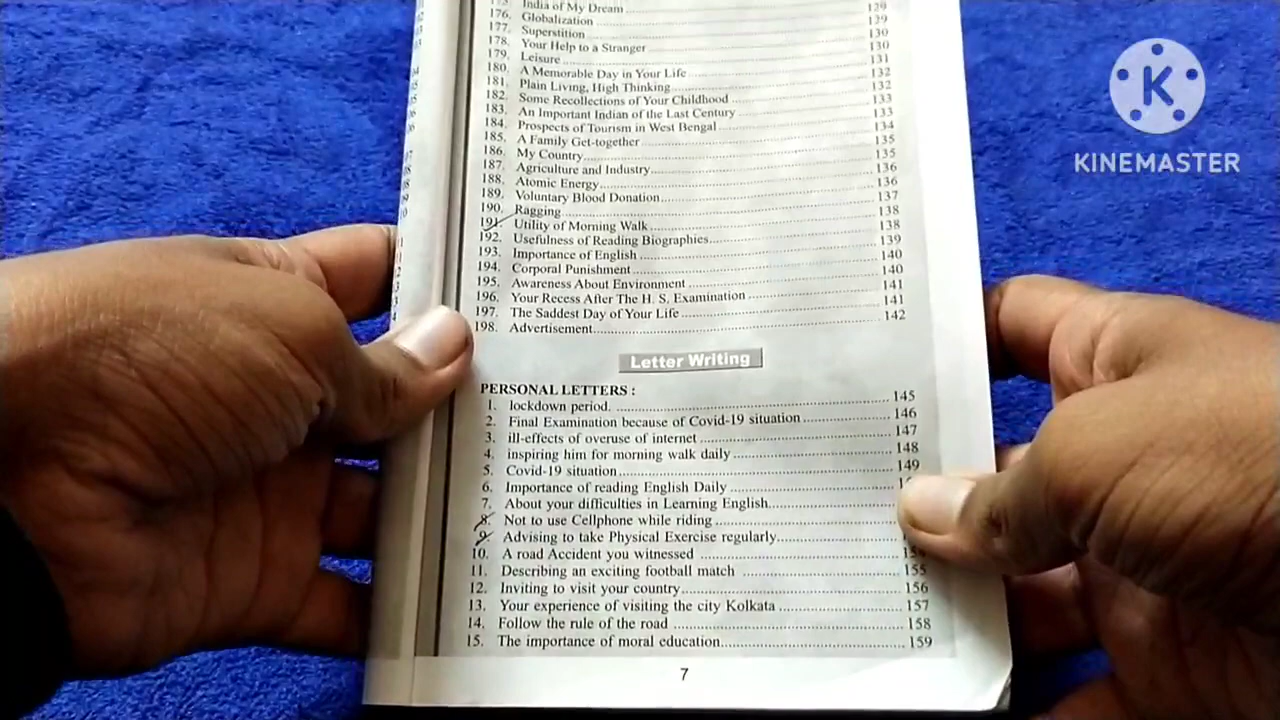 India of My Dream 129
176. Globalization 129
177. Superstition 130
178. Your Help to a Stranger 130
179. Leisure 131
180. A Memorable Day in Your Life 132
181. Plain Living, High Thinking 132
182. Some Recollections of Your Childhood 133
183. An Important Indian of the Last Century 133
184. Prospects of Tourism in West Bengal 134
185. A Family Get-together 135
186. My Country 135
187. Agriculture and Industry 136
188. Atomic Energy 136
189. Voluntary Blood Donation 137
190. Ragging 138
191. Utility of Morning Walk 138
192. Usefulness of Reading Biographies 139
193. Importance of English 140
194. Corporal Punishment 140
195. Awareness About Environment 141
196. Your Recess After The H. S. Examination 141
197. The Saddest Day of Your Life 142
198. Advertisement
Letter Writing
PERSONAL LETTERS :
1. lockdown period. 145
2. Final Examination because of Covid-19 situation 146
3. ill-effects of overuse of internet 147
4. inspiring him for morning walk daily 148
5. Covid-19 situation 149
6. Importance of reading English Daily
7. About your difficulties in Learning English
8. Not to use Cellphone while riding
9. Advising to take Physical Exercise regularly
10. A road Accident you witnessed
11. Describing an exciting football match 155
12. Inviting to visit your country 156
13. Your experience of visiting the city Kolkata 157
14. Follow the rule of the road 158
15. The importance of moral education 159
7
K
KINEMASTER